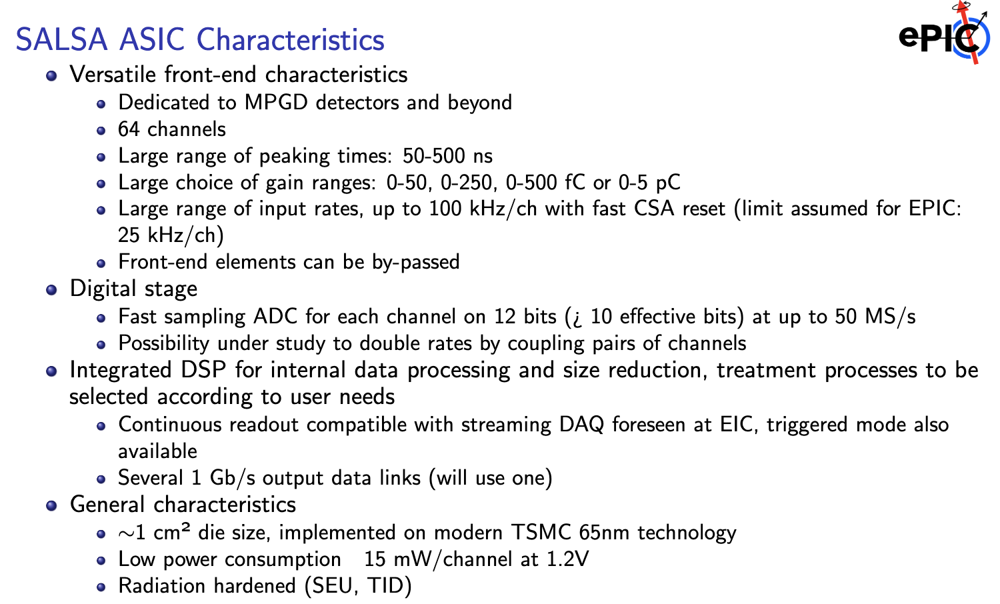 SALSA ASIC Characteristics
ePIC
Versatile front-end characteristics
Dedicated to MPGD detectors and beyond
64 channels
Large range of peaking times: 50-500 ns
Large choice of gain ranges: 0-50, 0-250, 0-500 fC or 0-5 pC
Large range of input rates, up to 100 kHz/ch with fast CSA reset (limit assumed for EPIC:
25 kHz/ch)
Front-end elements can be by-passed
Digital stage
Fast sampling ADC for each channel on 12 bits (¿ 10 effective bits) at up to 50 MS/s
Possibility under study to double rates by coupling pairs of channels
Integrated DSP for internal data processing and size reduction, treatment processes to be
selected according to user needs
Continuous readout compatible with streaming DAQ foreseen at EIC, triggered mode also
available
Several 1 Gb/s output data links (will use one)
General characteristics
∼1 cm² die size, implemented on modern TSMC 65nm technology
Low power consumption 15 mW/channel at 1.2V
Radiation hardened (SEU, TID)